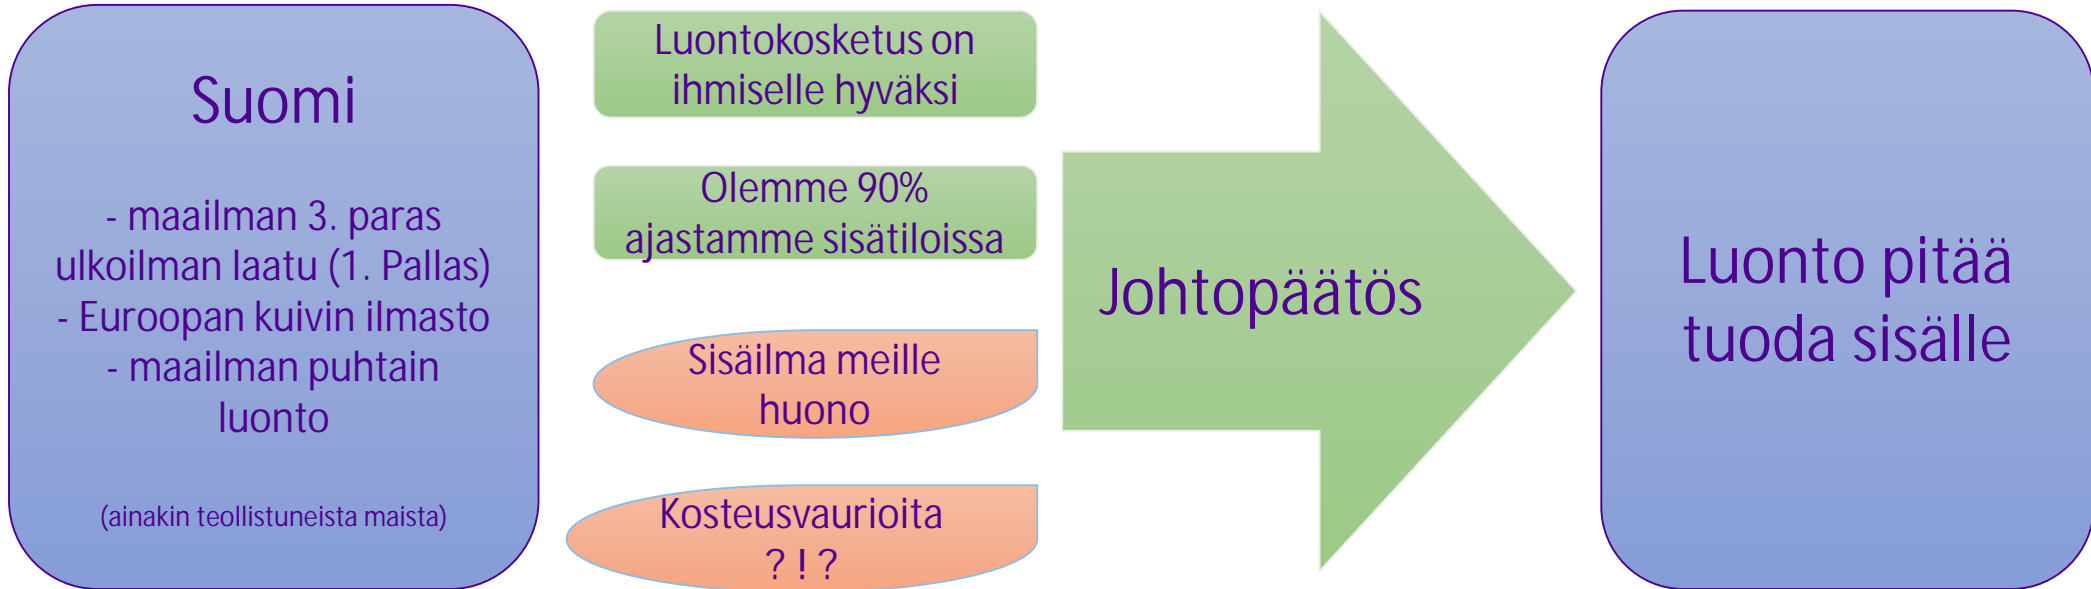 Suomi
- maailman 3. paras
ulkoilman laatu (1. Pallas)
- Euroopan kuivin ilmasto
- maailman puhtain
luonto
(ainakin teollistuneista maista)
Luontokosketus on
ihmiselle hyväksi
Olemme 90%
ajastamme sisätiloissa
Sisäilma meille
huono
Kosteusvaurioita
? ! ?
Johtopäätös
Luonto pitää
tuoda sisälle